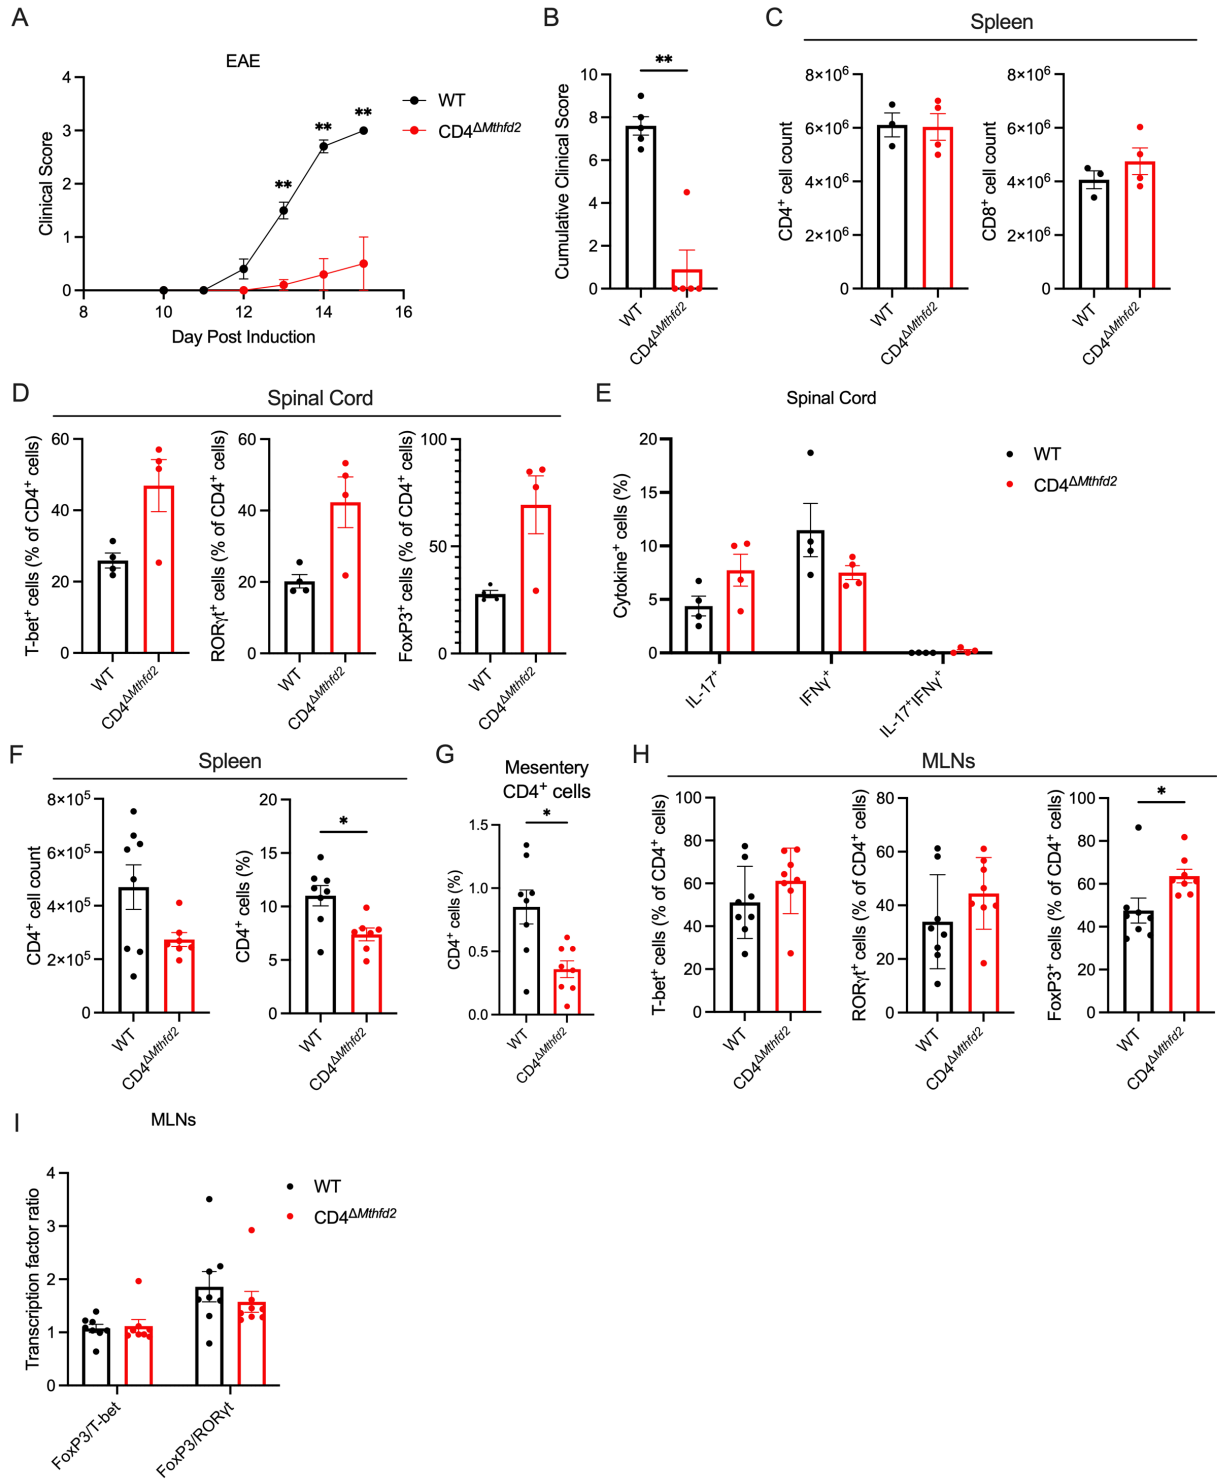 A
EAE
Clinical Score
4
3
2
1
0
8
10
12
14
16
Day Post Induction
**
**
**
WT
CD4ΔMthfd2
B
Cumulative Clinical Score
10
8
6
4
2
0
**
WT
CD4ΔMthfd2
C
Spleen
CD4+ cell count
8×10⁶
6×10⁶
4×10⁶
2×10⁶
0
WT
CD4ΔMthfd2
CD8+ cell count
8×10⁶
6×10⁶
4×10⁶
2×10⁶
0
WT
CD4ΔMthfd2
D
Spinal Cord
T-bet+ cells (% of CD4+ cells)
60
40
20
0
WT
CD4ΔMthfd2
RORγt+ cells (% of CD4+ cells)
60
40
20
0
WT
CD4ΔMthfd2
FoxP3+ cells (% of CD4+ cells)
100
50
0
WT
CD4ΔMthfd2
E
Spinal Cord
Cytokine+ cells (%)
20
15
10
5
0
IL-17+
IFNγ+
IL-17+IFNγ+
WT
CD4ΔMthfd2
F
Spleen
CD4+ cell count
8×10⁵
6×10⁵
4×10⁵
2×10⁵
0
WT
CD4ΔMthfd2
CD4+ cells (%)
20
15
10
5
0
*
WT
CD4ΔMthfd2
G
Mesentery
CD4+ cells
CD4+ cells (%)
1.5
1.0
0.5
0.0
*
WT
CD4ΔMthfd2
H
MLNs
T-bet+ cells (% of CD4+ cells)
100
80
60
40
20
0
WT
CD4ΔMthfd2
RORγt+ cells (% of CD4+ cells)
80
60
40
20
0
WT
CD4ΔMthfd2
FoxP3+ cells (% of CD4+ cells)
100
80
60
40
20
0
*
WT
CD4ΔMthfd2
I
MLNs
Transcription factor ratio
4
3
2
1
0
FoxP3/T-bet
FoxP3/RORγt
WT
CD4ΔMthfd2